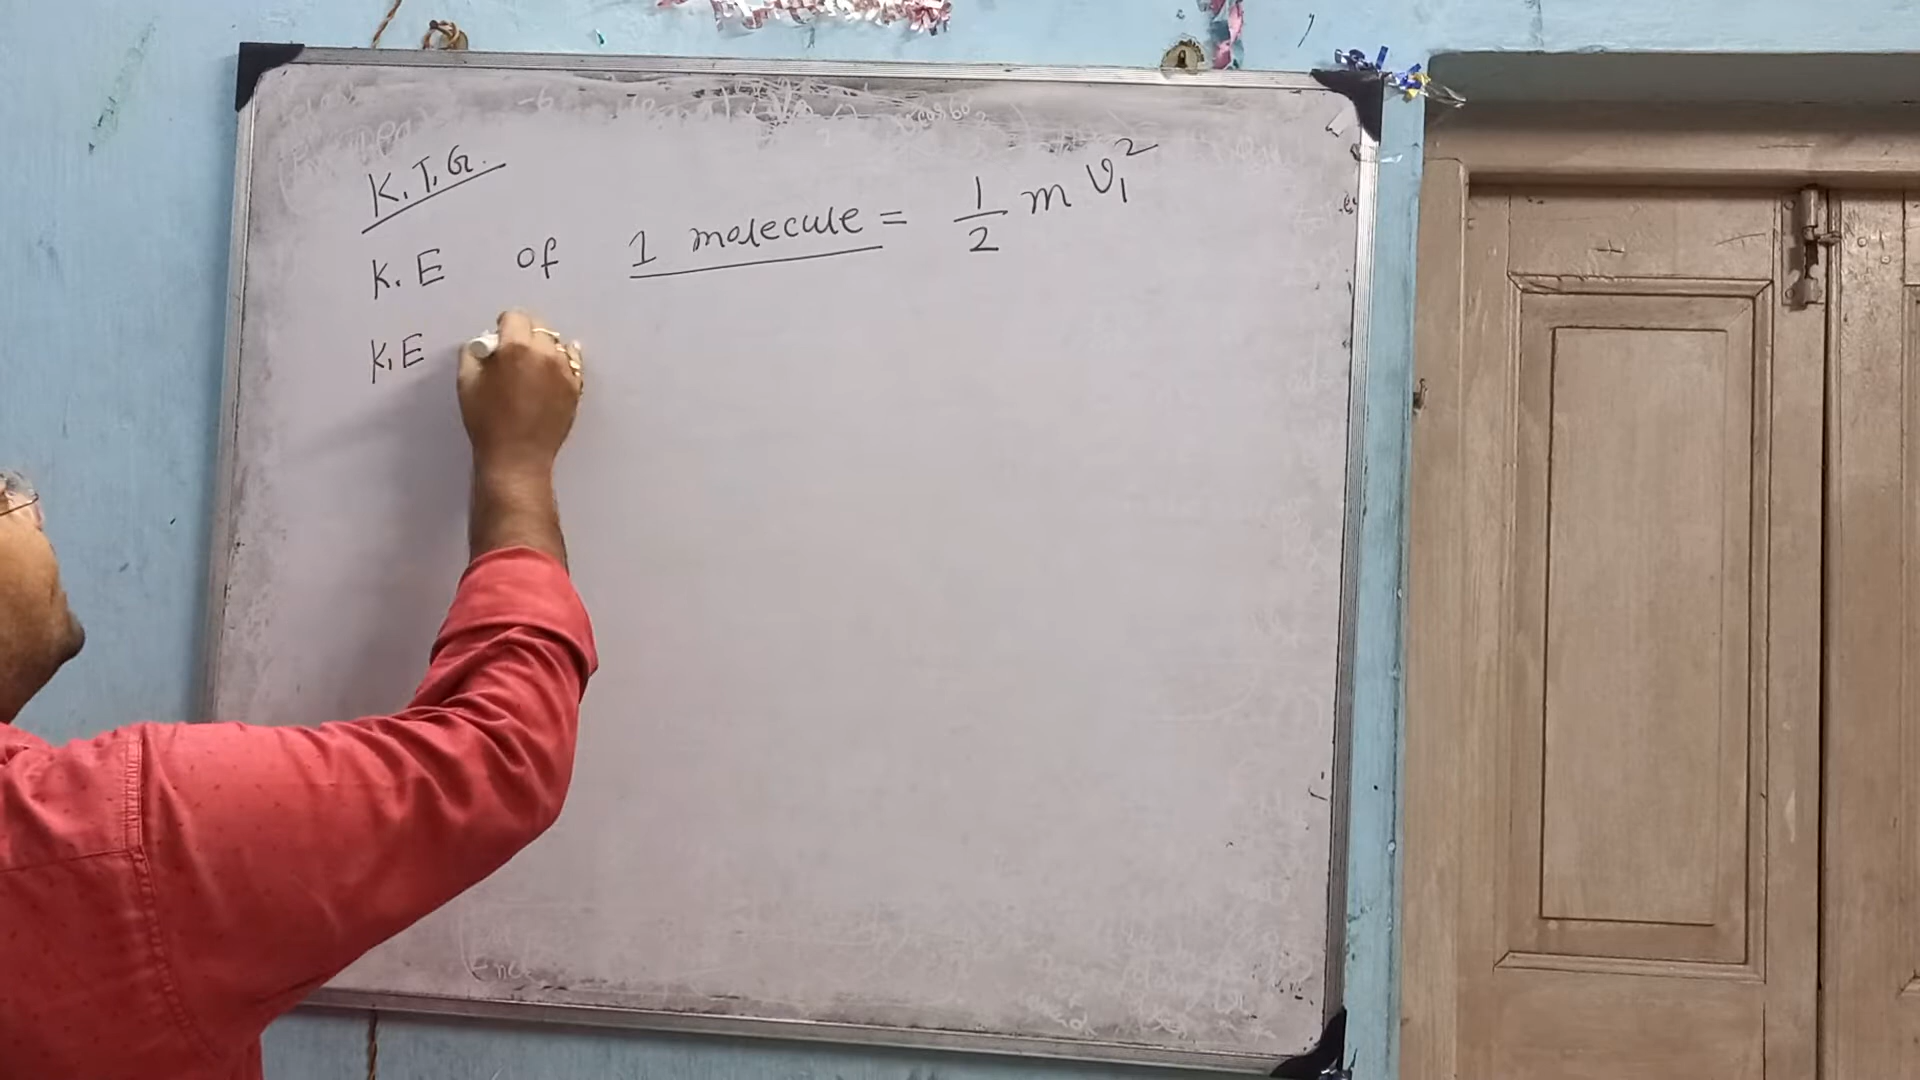 K.T.G.
K.E of 1 molecule = 1/2 m v₁²
K.E